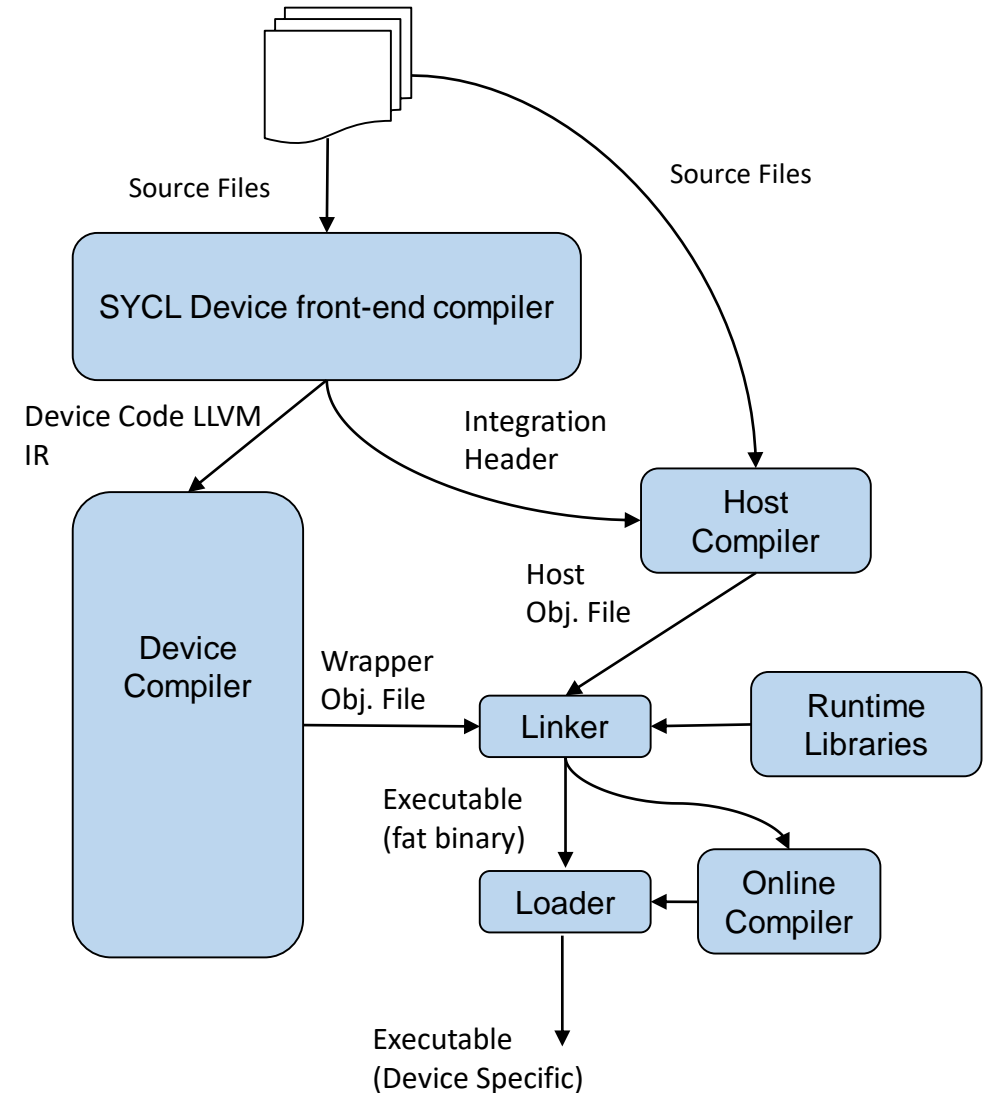 Source Files
Source Files
SYCL Device front-end compiler
Device Code LLVM
IR
Integration
Header
Host
Compiler
Host
Obj. File
Device
Compiler
Wrapper
Obj. File
Linker
Runtime
Libraries
Executable
(fat binary)
Loader
Online
Compiler
Executable
(Device Specific)